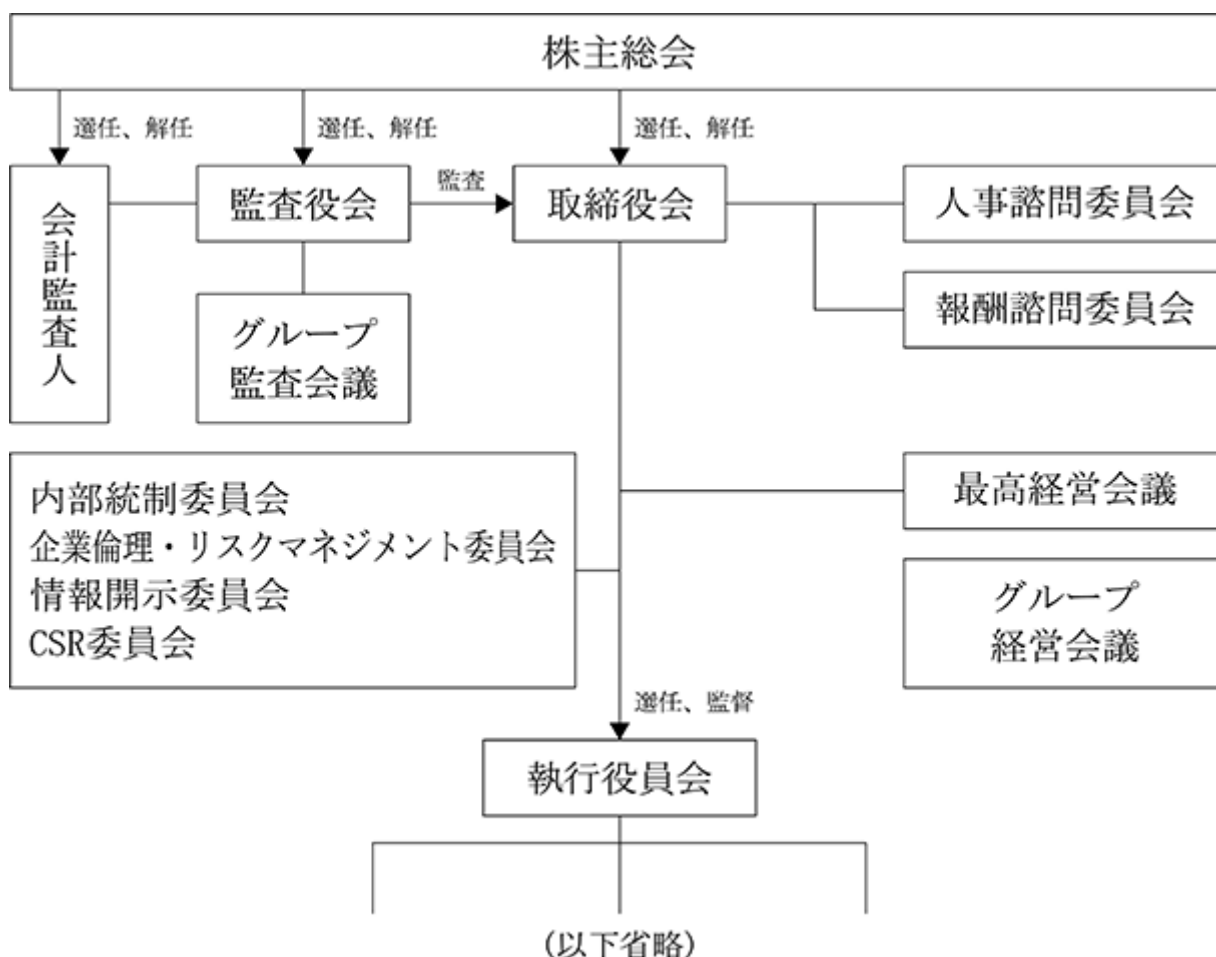 株主総会
選任、解任
選任、解任
選任、解任
会計監査人
監査役会
監査
取締役会
人事諮問委員会
報酬諮問委員会
グループ
監査会議
内部統制委員会
企業倫理・リスクマネジメント委員会
情報開示委員会
CSR委員会
最高経営会議
グループ
経営会議
選任、監督
執行役員会
(以下省略)